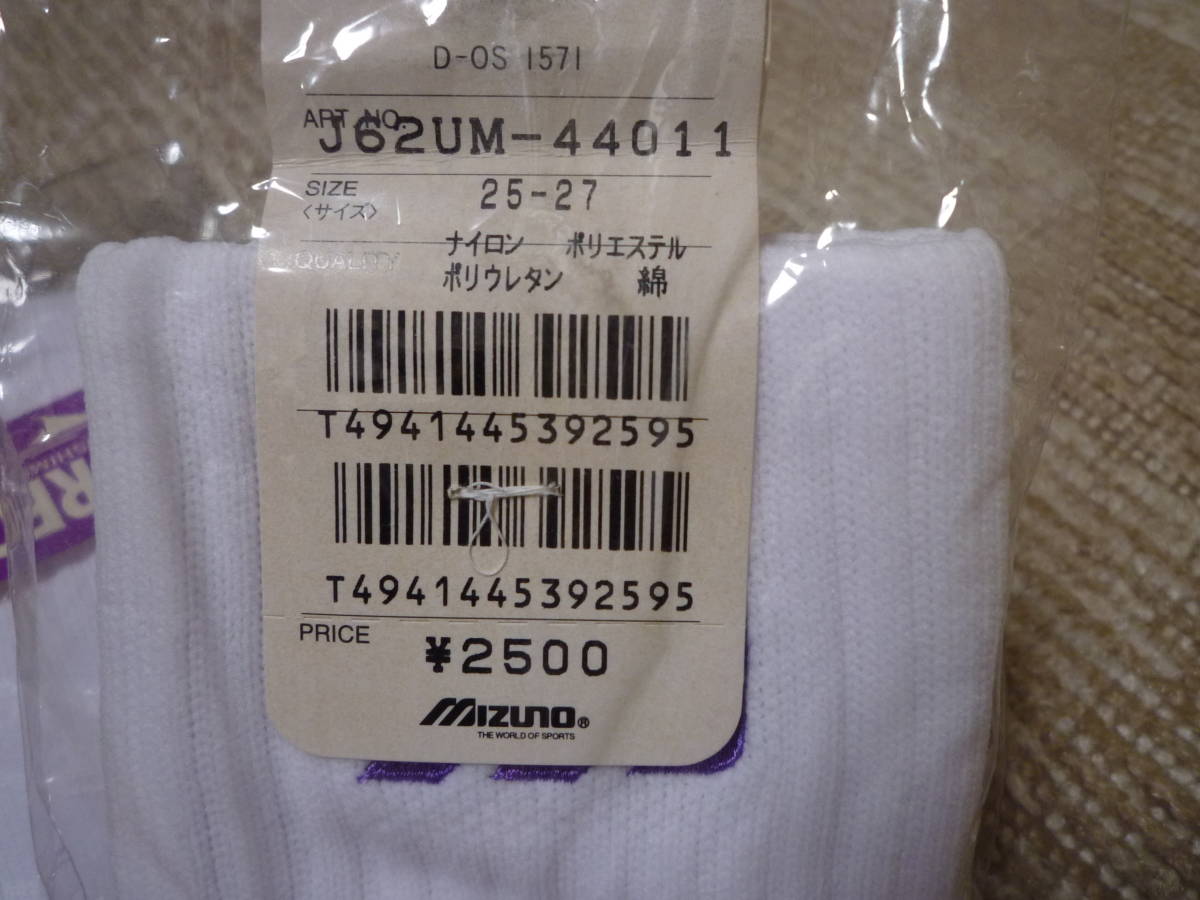 D-OS 1571
ART NO.
J62UM-44011
SIZE
25-27
〈サイズ〉
QUALITY
ナイロン ポリエステル
ポリウレタン 綿
T4941445392595
T4941445392595
PRICE
¥2500
MIZUNO®
THE WORLD OF SPORTS